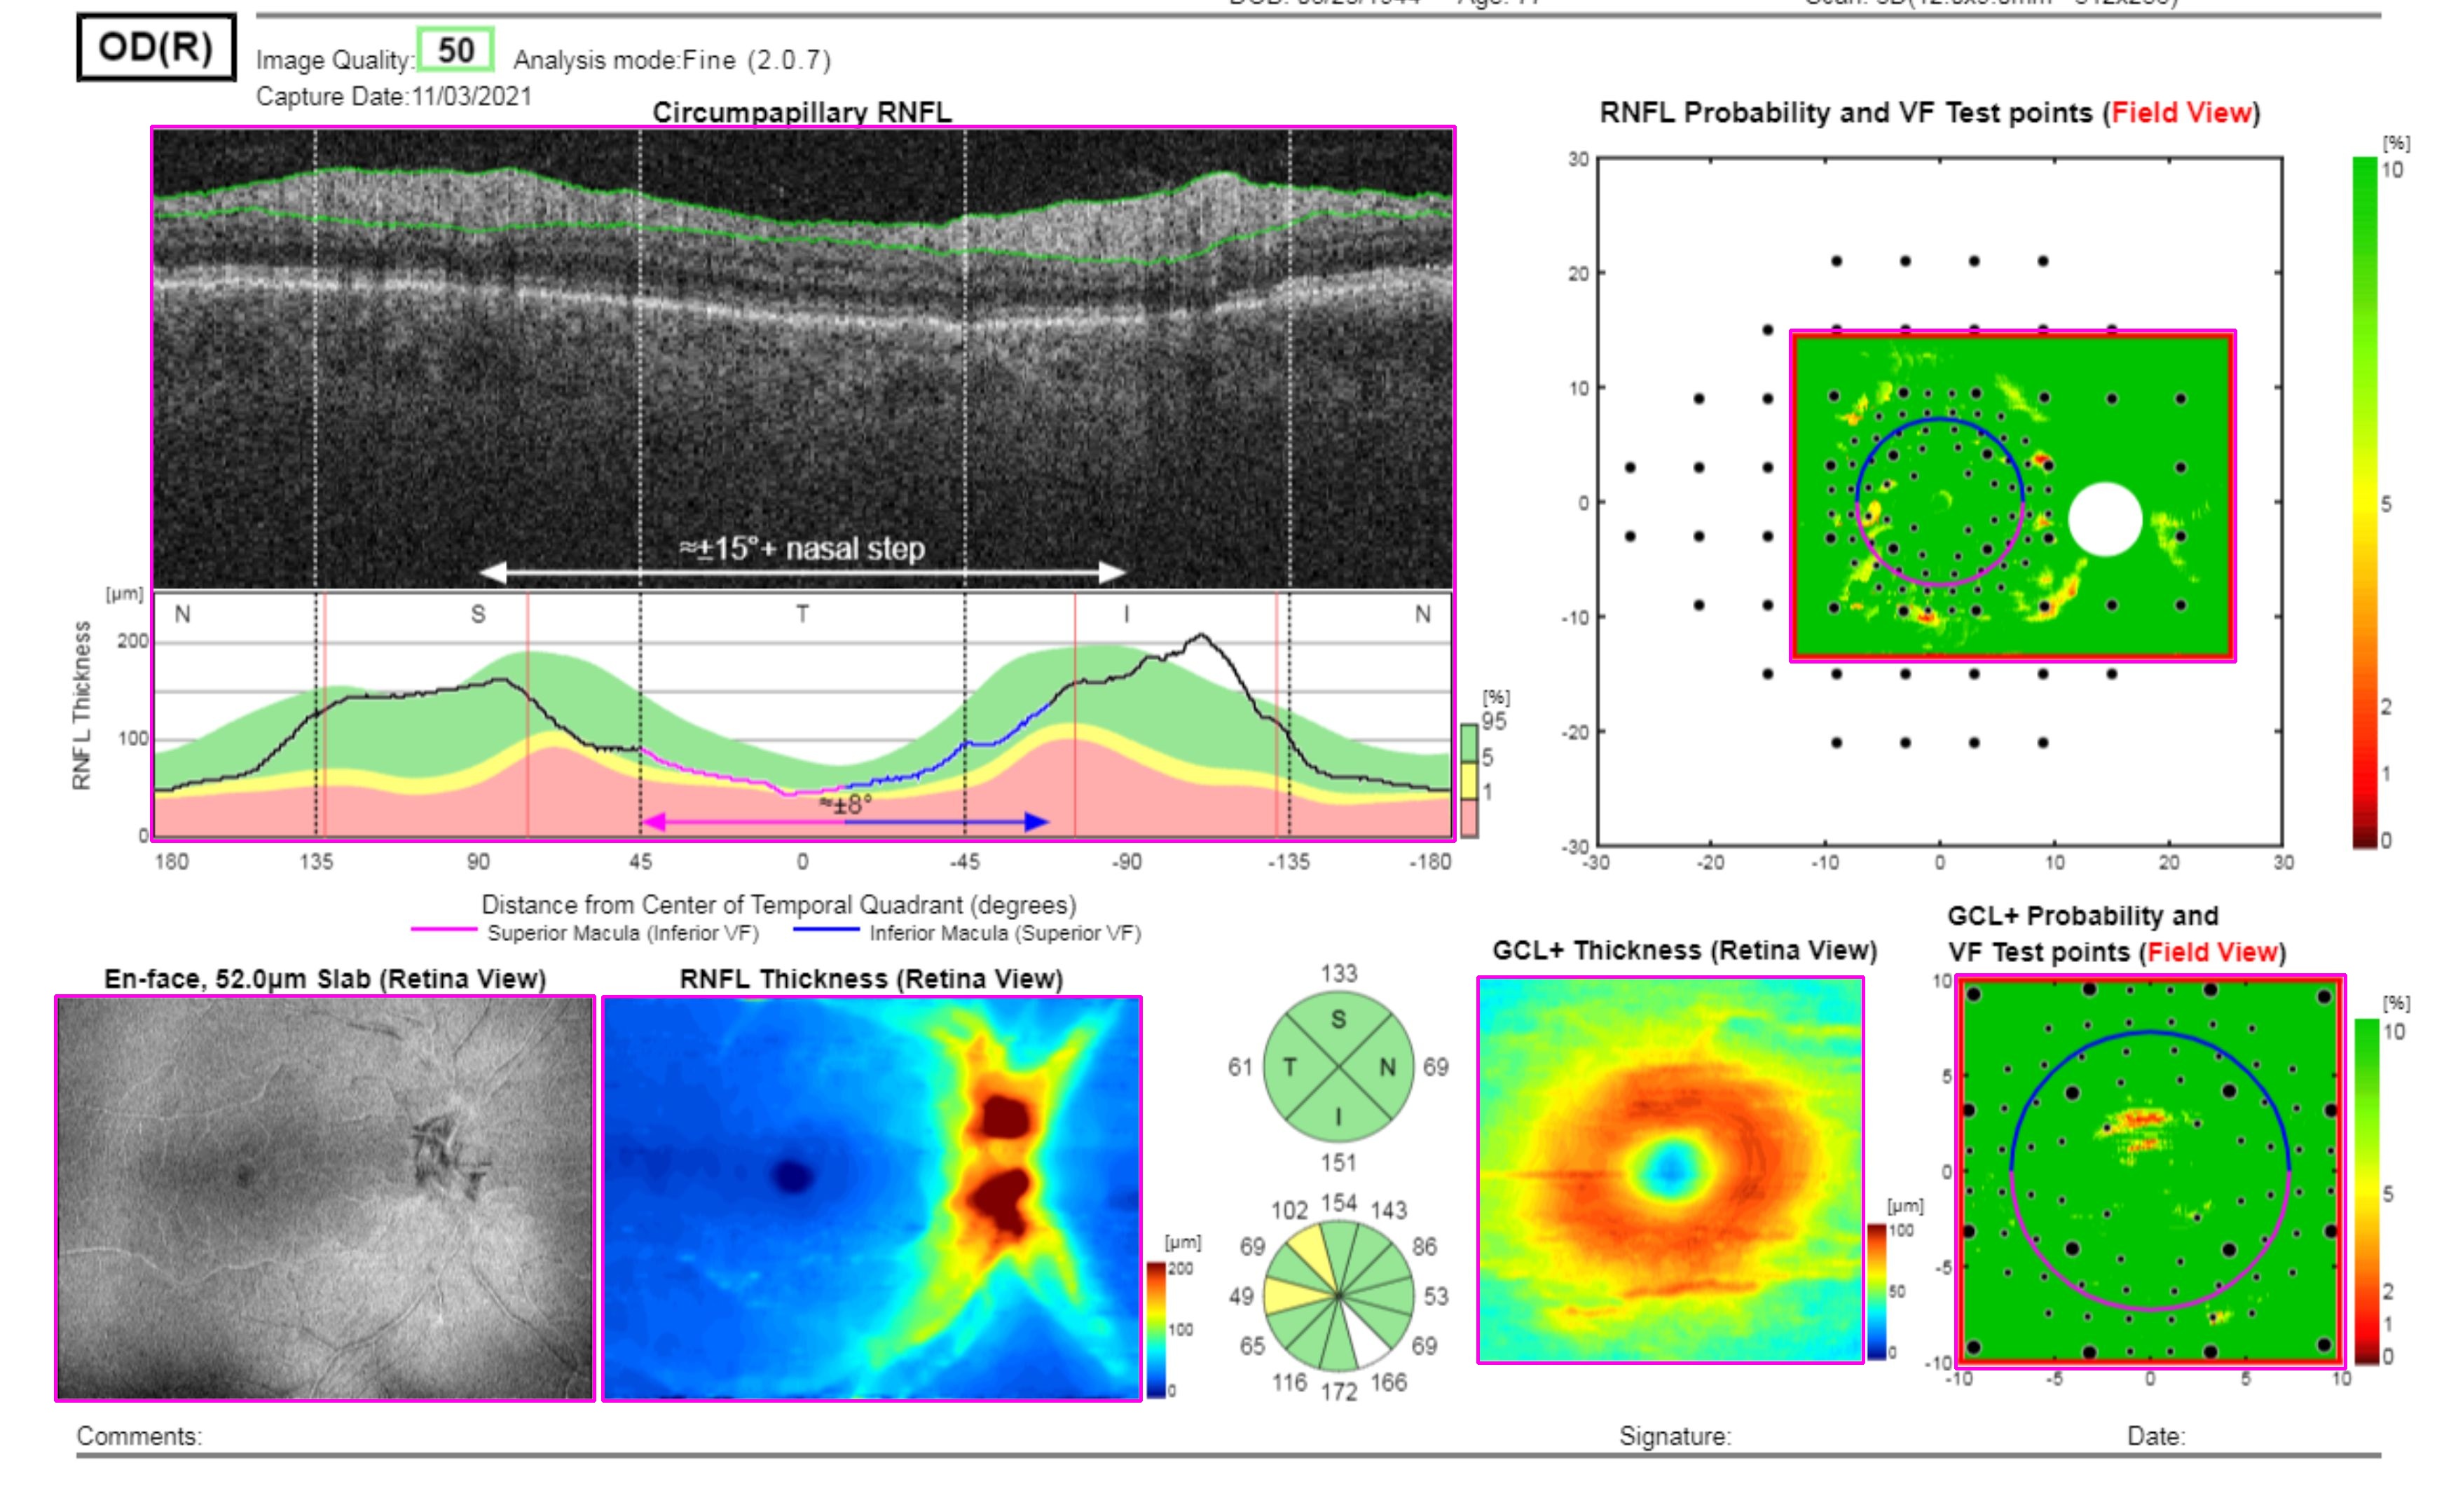 OD(R)
Image Quality: 50 Analysis mode:Fine (2.0.7)
Capture Date:11/03/2021
Circumpapillary RNFL
≈±15°+ nasal step
[µm]
N S T I N
200
100
0
RNFL Thickness
≈±8°
[%]
95
5
1
180 135 90 45 0 -45 -90 -135 -180
Distance from Center of Temporal Quadrant (degrees)
Superior Macula (Inferior VF) Inferior Macula (Superior VF)
RNFL Probability and VF Test points (Field View)
30
20
10
0
-10
-20
-30
-30 -20 -10 0 10 20 30
[%]
10
5
2
1
0
En-face, 52.0µm Slab (Retina View)
RNFL Thickness (Retina View)
[µm]
200
100
0
133
S
61 T N 69
I
151
102 154 143
69 86
49 53
65 69
116 172 166
GCL+ Thickness (Retina View)
[µm]
100
50
0
GCL+ Probability and
VF Test points (Field View)
10
5
0
-5
-10
-10 -5 0 5 10
[%]
10
5
2
1
0
Comments: Signature: Date: